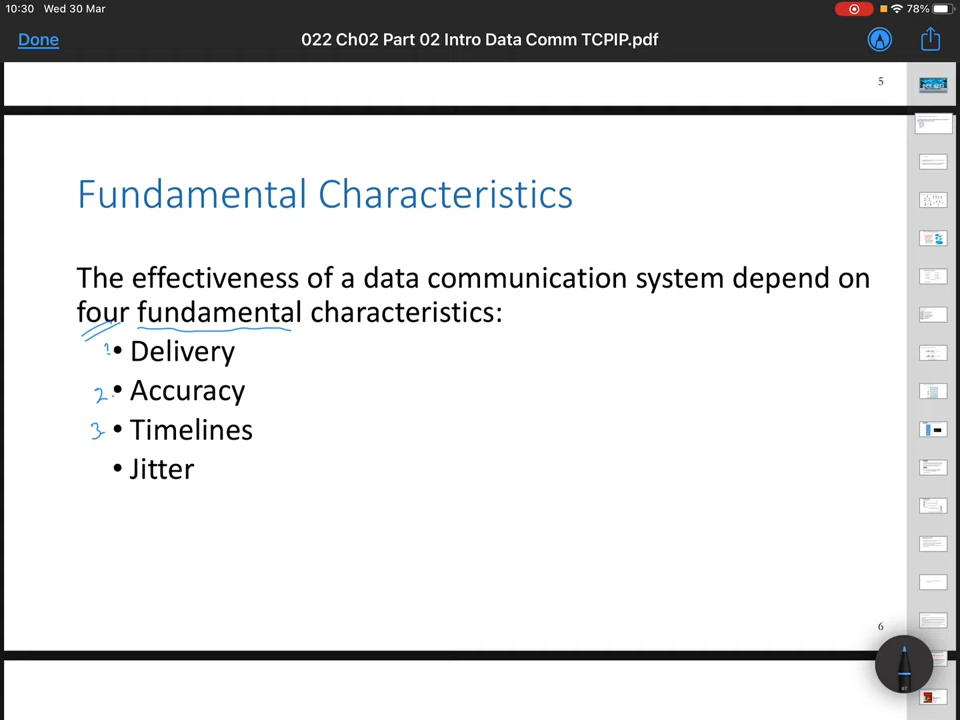 10:30 Wed 30 Mar
78%
Done
022 Ch02 Part 02 Intro Data Comm TCPIP.pdf
5
Fundamental Characteristics
The effectiveness of a data communication system depend on
four fundamental characteristics:
1 • Delivery
2. • Accuracy
3 • Timelines
• Jitter
6